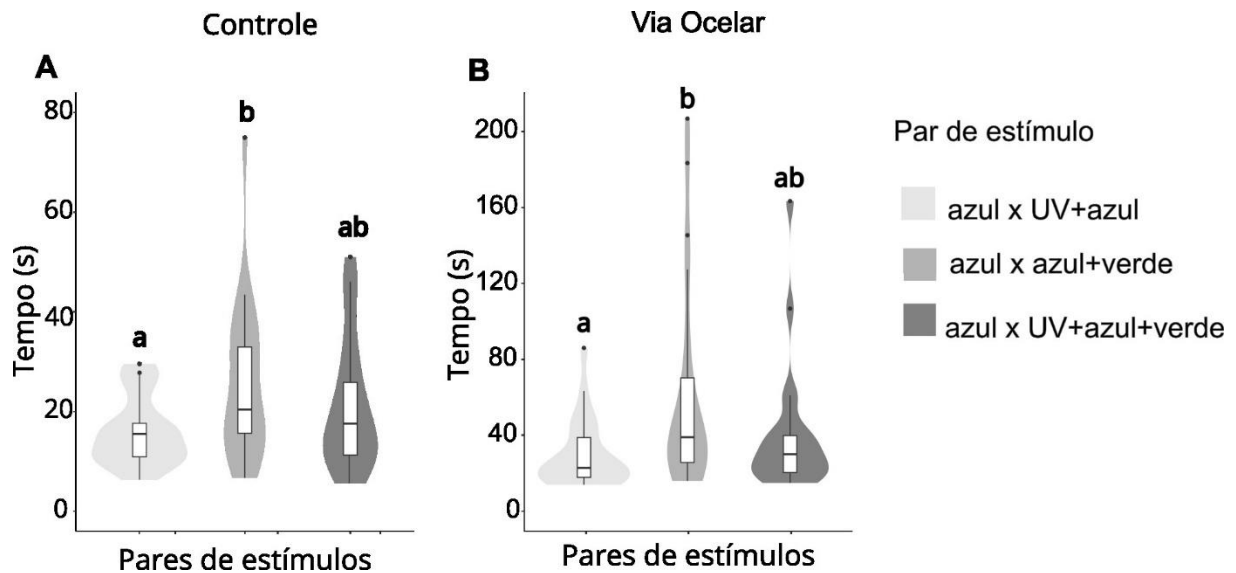 Controle
A
80
60
40
20
0
Tempo (s)
a
b
ab
Pares de estímulos
Via Ocelar
B
200
160
120
80
40
0
Tempo (s)
a
b
ab
Pares de estímulos
Par de estímulo
azul x UV+azul
azul x azul+verde
azul x UV+azul+verde